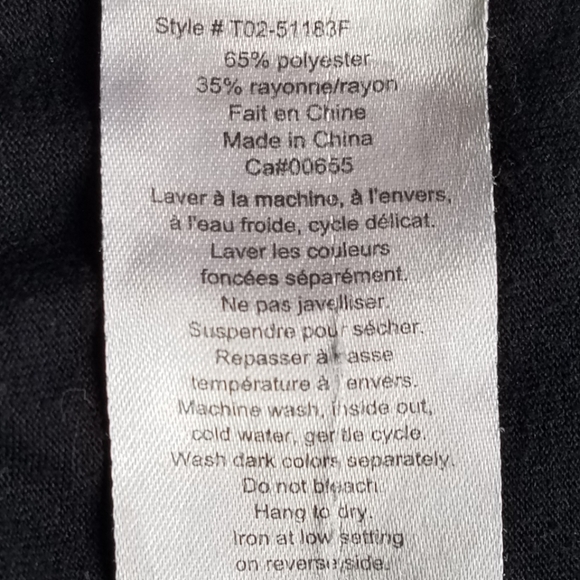 Style # T02-51183F
65% polyester
35% rayonne/rayon
Fait en Chine
Made in China
Ca#00655
Laver à la machine, à l'envers,
à l'eau froide, cycle délicat.
Laver les couleurs
foncées séparément.
Ne pas javelliser.
Suspendre pour sécher.
Repasser à basse
température à l'envers.
Machine wash, inside out,
cold water, gentle cycle.
Wash dark colors separately.
Do not bleach.
Hang to dry.
Iron at low setting
on reverse side.